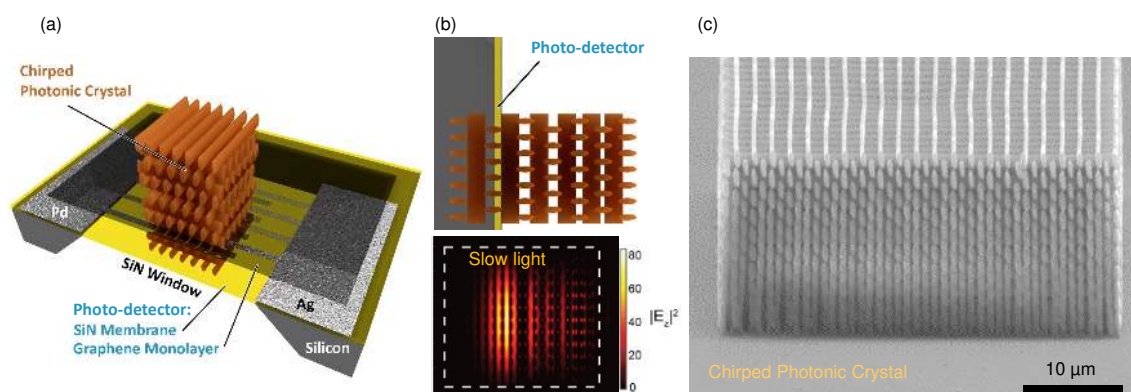 (a)
Chirped
Photonic Crystal
Pd
SiN Window
Ag
Photo-detector:
SiN Membrane
Graphene Monolayer
Silicon
(b)
Photo-detector
Slow light
80
60
40
20
0
|E_z|²
(c)
Chirped Photonic Crystal
10 µm